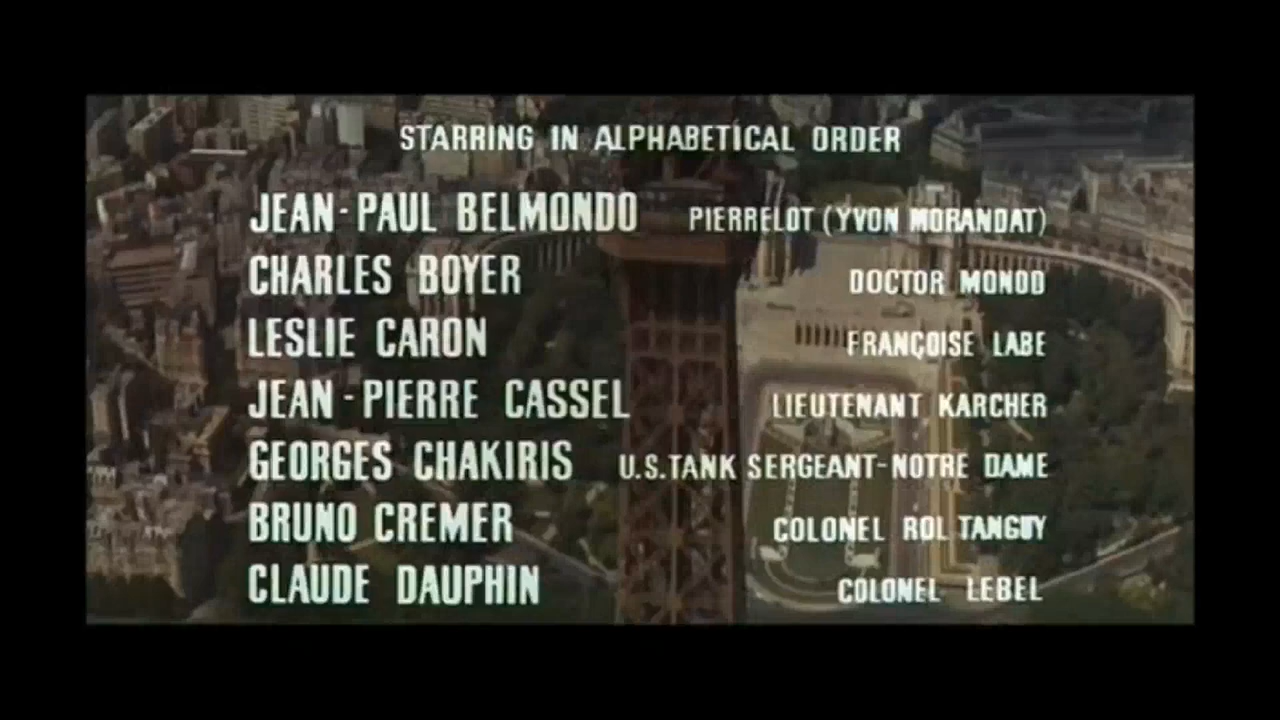 STARRING IN ALPHABETICAL ORDER
JEAN-PAUL BELMONDO PIERRELOT (YVON MORANDAT)
CHARLES BOYER DOCTOR MONOD
LESLIE CARON FRANÇOISE LABE
JEAN-PIERRE CASSEL LIEUTENANT KARCHER
GEORGES CHAKIRIS U.S.TANK SERGEANT-NOTRE DAME
BRUNO CREMER COLONEL ROL TANGUY
CLAUDE DAUPHIN COLONEL LEBEL